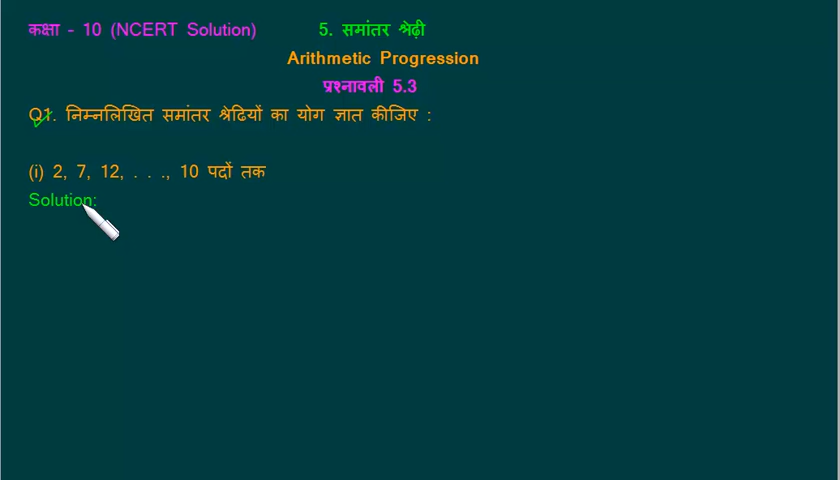 कक्षा - 10 (NCERT Solution) 5. समांतर श्रेढ़ी
Arithmetic Progression
प्रश्नावली 5.3
Q1. निम्नलिखित समांतर श्रेढियों का योग ज्ञात कीजिए :
(i) 2, 7, 12, . . ., 10 पदों तक
Solution: